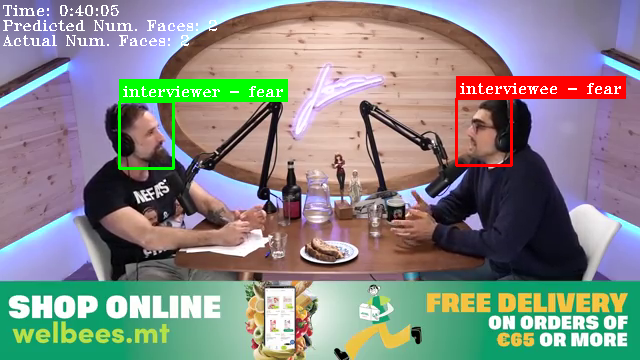 Time: 0:40:05
Predicted Num. Faces: 2
Actual Num. Faces: 2
interviewer - fear
interviewee - fear
NEFA'S
SHOP ONLINE
welbees.mt
FREE DELIVERY
ON ORDERS OF
€65 OR MORE